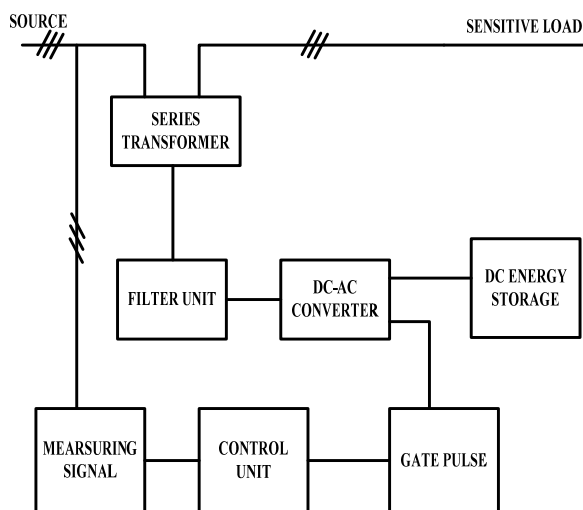 SOURCE
SENSITIVE LOAD
SERIES
TRANSFORMER
FILTER UNIT
DC-AC
CONVERTER
DC ENERGY
STORAGE
MEARSURING
SIGNAL
CONTROL
UNIT
GATE PULSE